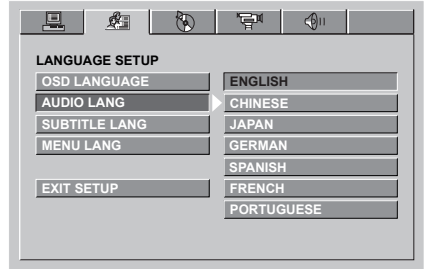 LANGUAGE SETUP
OSD LANGUAGE
AUDIO LANG
SUBTITLE LANG
MENU LANG
EXIT SETUP
ENGLISH
CHINESE
JAPAN
GERMAN
SPANISH
FRENCH
PORTUGUESE